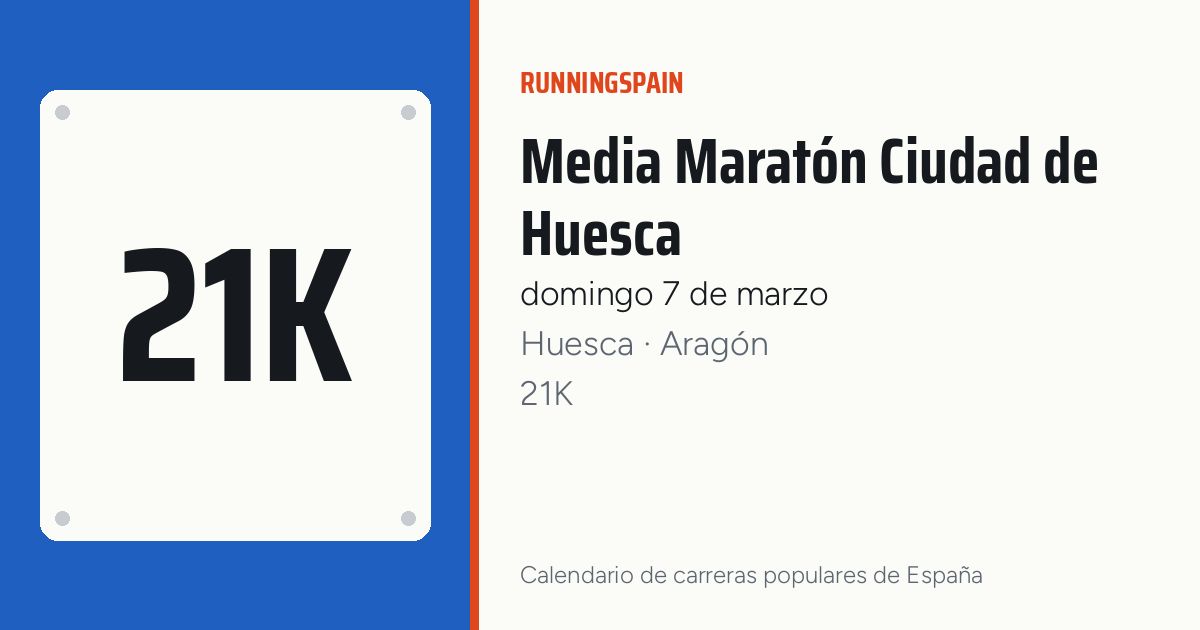 21K
RUNNINGSPAIN
Media Maratón Ciudad de
Huesca
domingo 7 de marzo
Huesca · Aragón
21K
Calendario de carreras populares de España